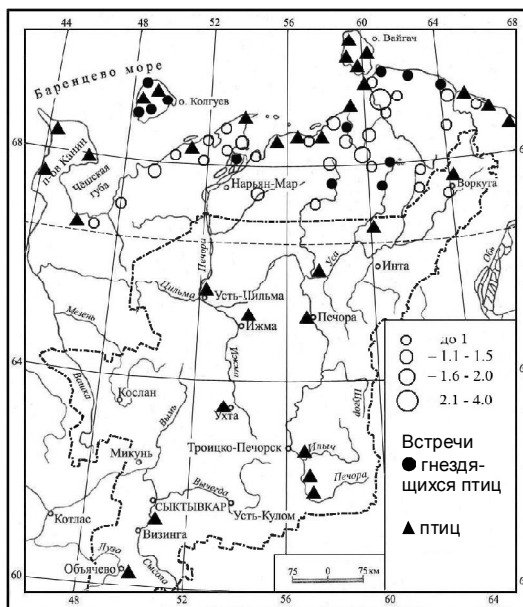 44 48 52 56 60 64 68
о. Вайгач
Баренцево море
о. Колгуев
68
п-ов Канин
Чешская
губа
Нарьян-Мар
Воркута
Печора
Уса
Обь
Инта
Цильма
Усть-Цильма
Мезень
Ижма
Печора
до 1
64
Ижма
– 1.1 - 1.5
– 1.6 - 2.0
Вашка
Кослан
Вымь
Щугор
2.1 - 4.0
Ухта
Встречи
Микунь
Троицко-Печорск
Илыч
гнездя-
щихся птиц
Вычегда
Печора
СЫКТЫВКАР
Усть-Кулом
птиц
Котлас
Визинга
Луза
Объячево
Сысола
75 0 75 км
60
48 52 56 60